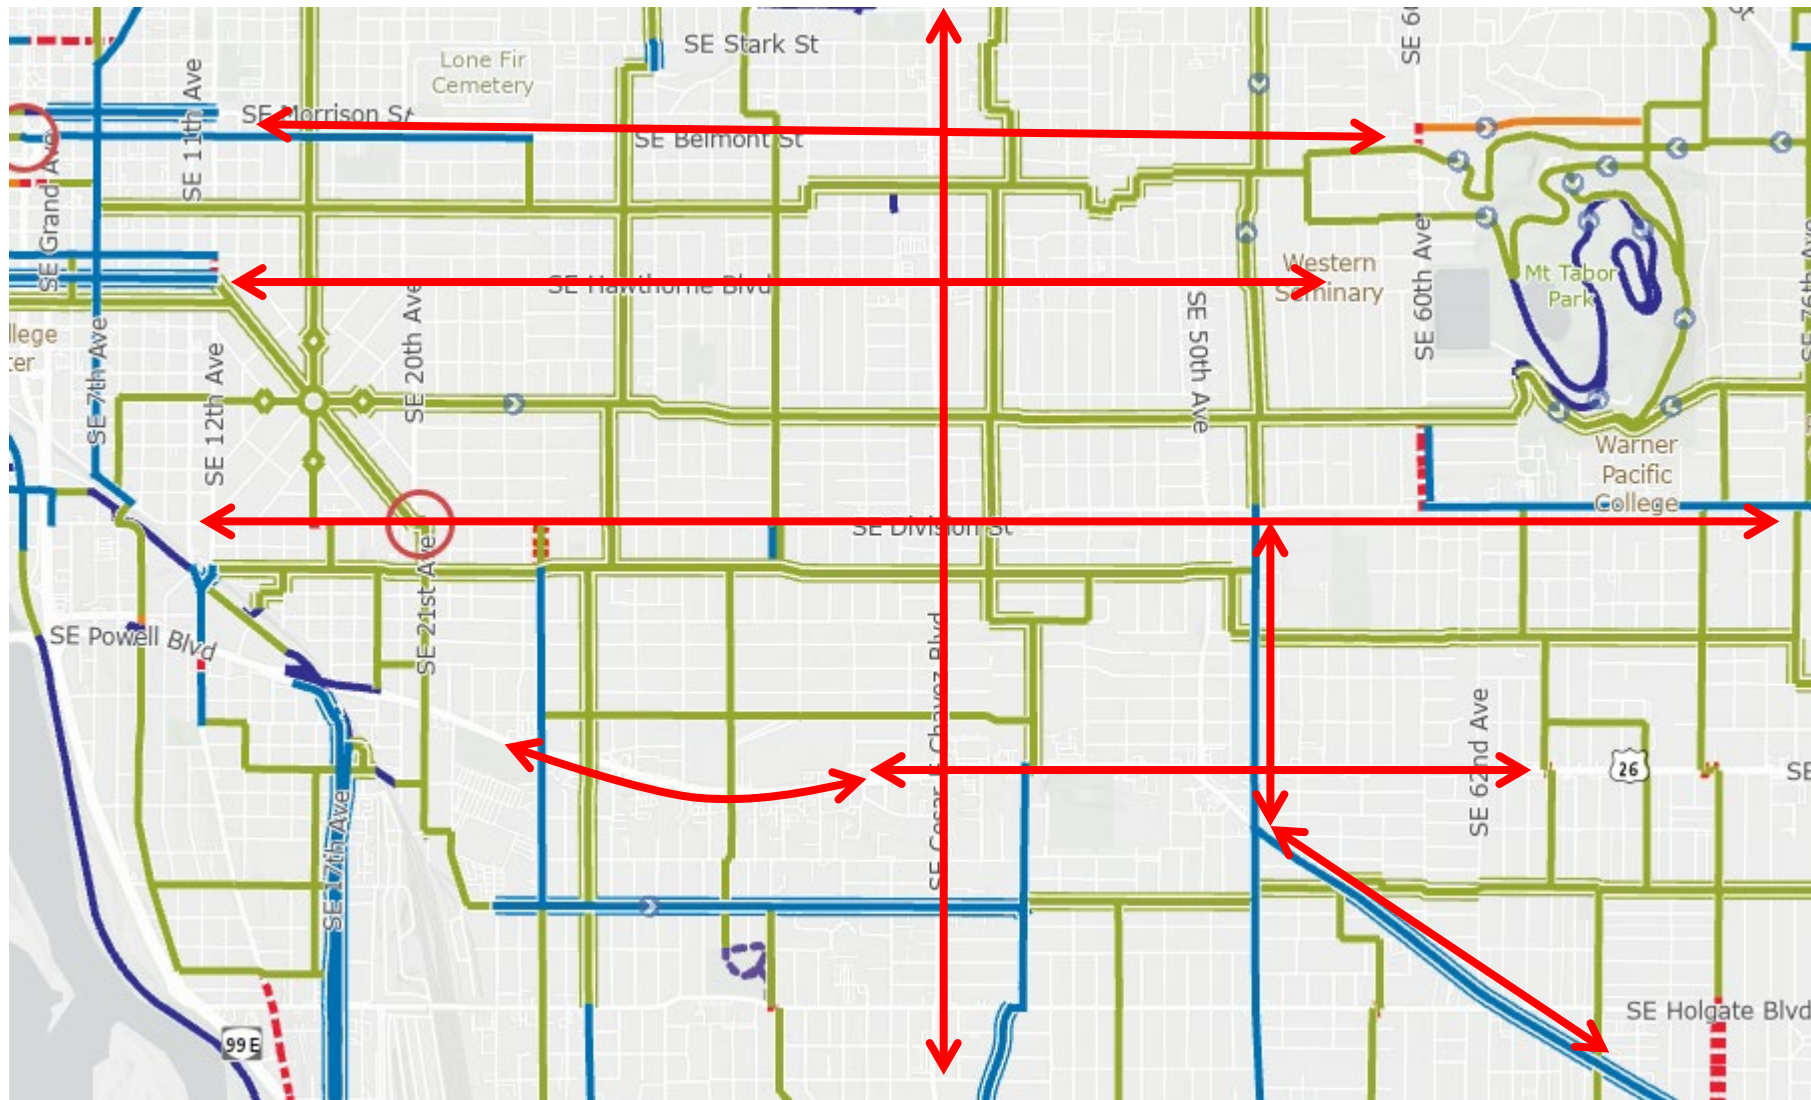 SE Stark St
Lone Fir
Cemetery
SE 11th Ave
SE Morrison St
SE Belmont St
SE Grand Ave
SE Hawthorne Blvd
Western
Seminary
SE 60th Ave
Mt Tabor
Park
SE 76th Ave
SE 7th Ave
SE 12th Ave
SE 20th Ave
SE 50th Ave
Warner
Pacific
College
SE Division St
SE 21st Ave
SE Powell Blvd
SE Cesar E Chavez Blvd
SE 62nd Ave
26
SE
SE 17th Ave
SE Holgate Blvd
99E